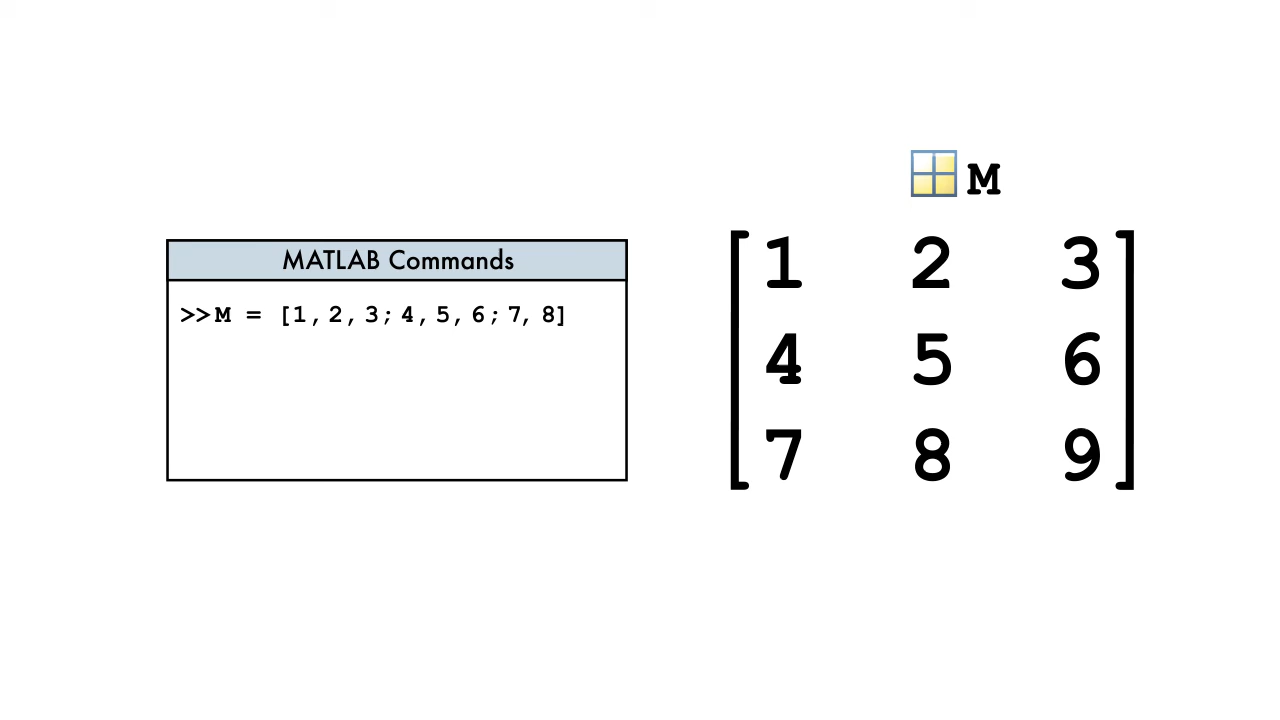 MATLAB Commands
>>M = [1, 2, 3; 4, 5, 6; 7, 8]
M
1 2 3
4 5 6
7 8 9